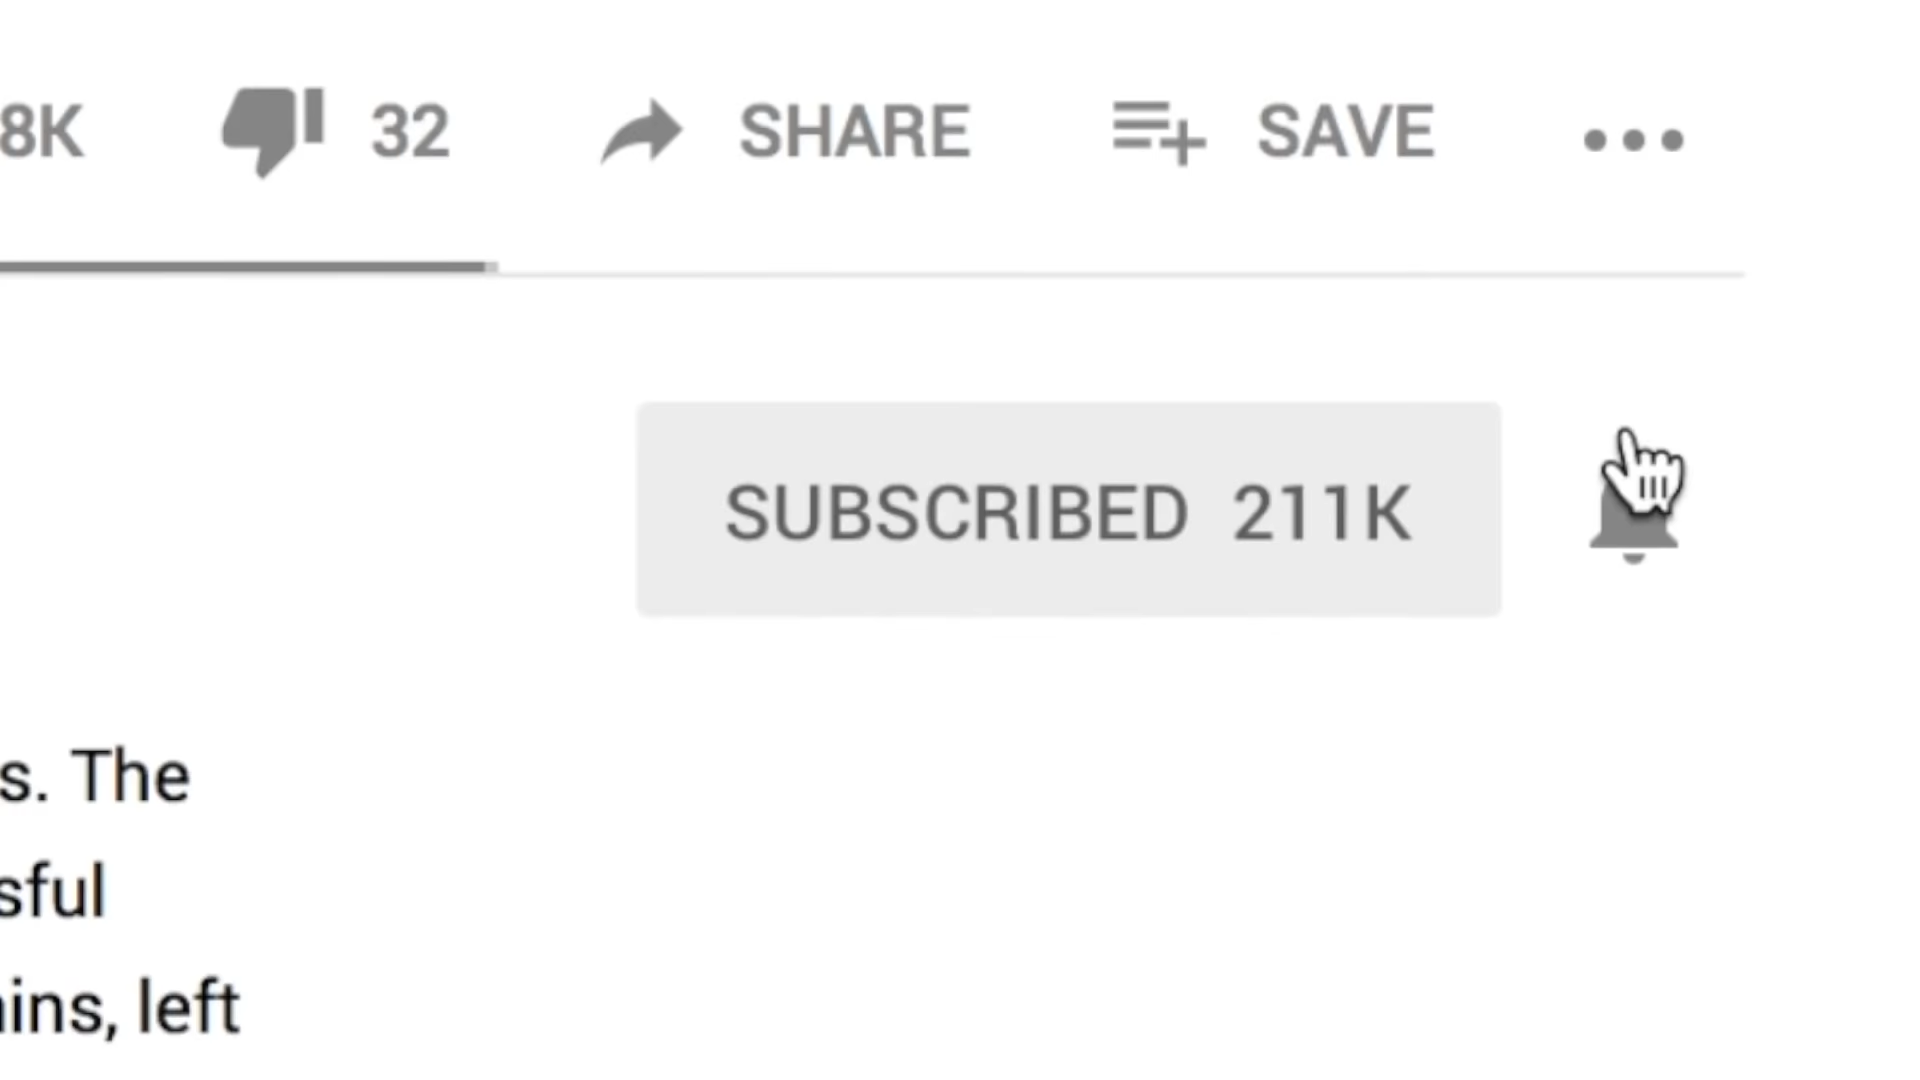 8K 32 SHARE SAVE
SUBSCRIBED 211K
s. The
sful
ins, left